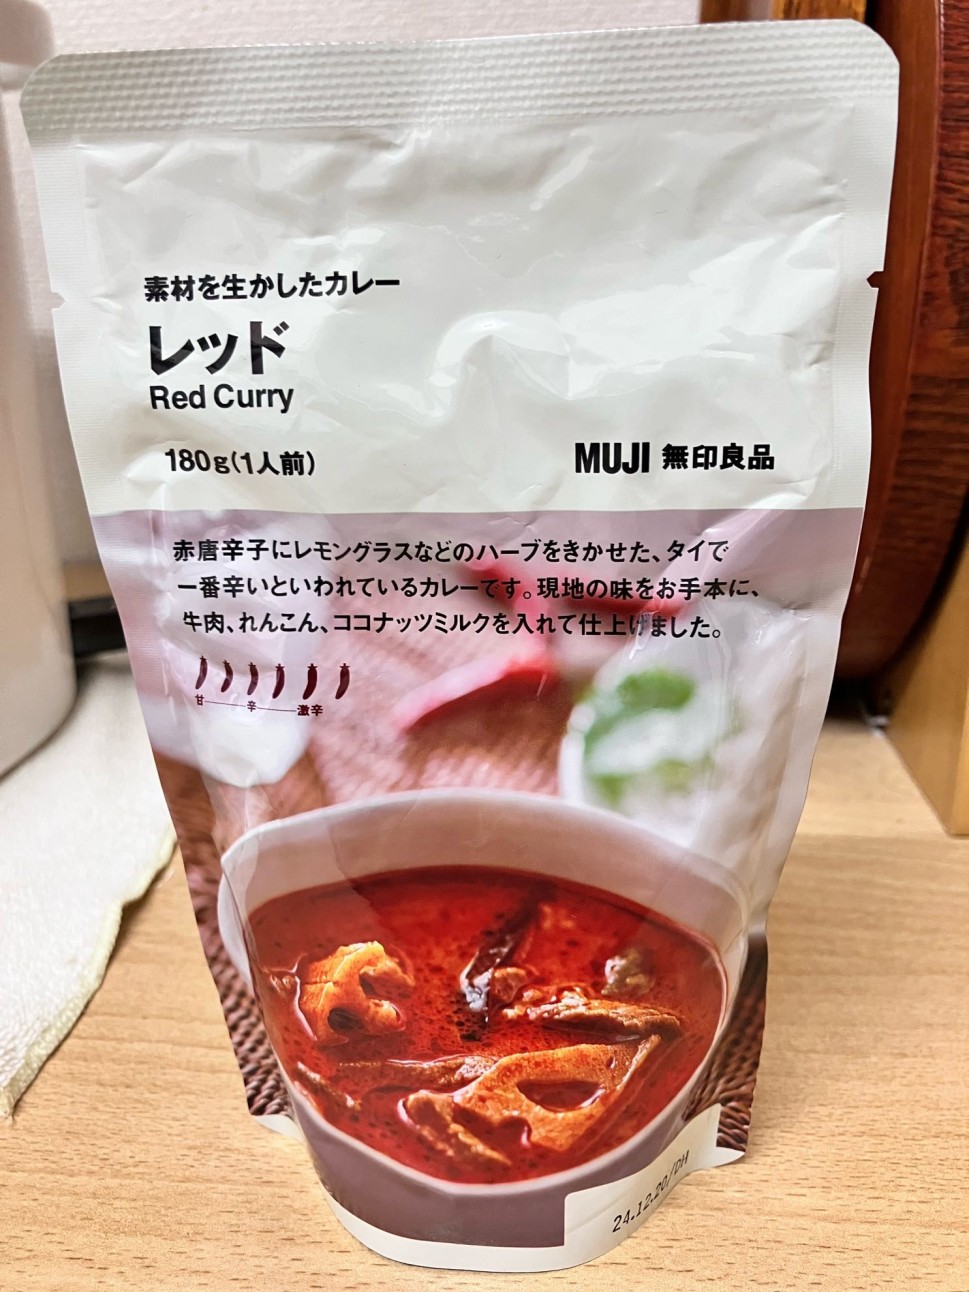 素材を生かしたカレー
レッド
Red Curry
180g(1人前)
MUJI 無印良品
赤唐辛子にレモングラスなどのハーブをきかせた、タイで
一番辛いといわれているカレーです。現地の味をお手本に、
牛肉、れんこん、ココナッツミルクを入れて仕上げました。
甘 辛 激辛
24.12.20/DH